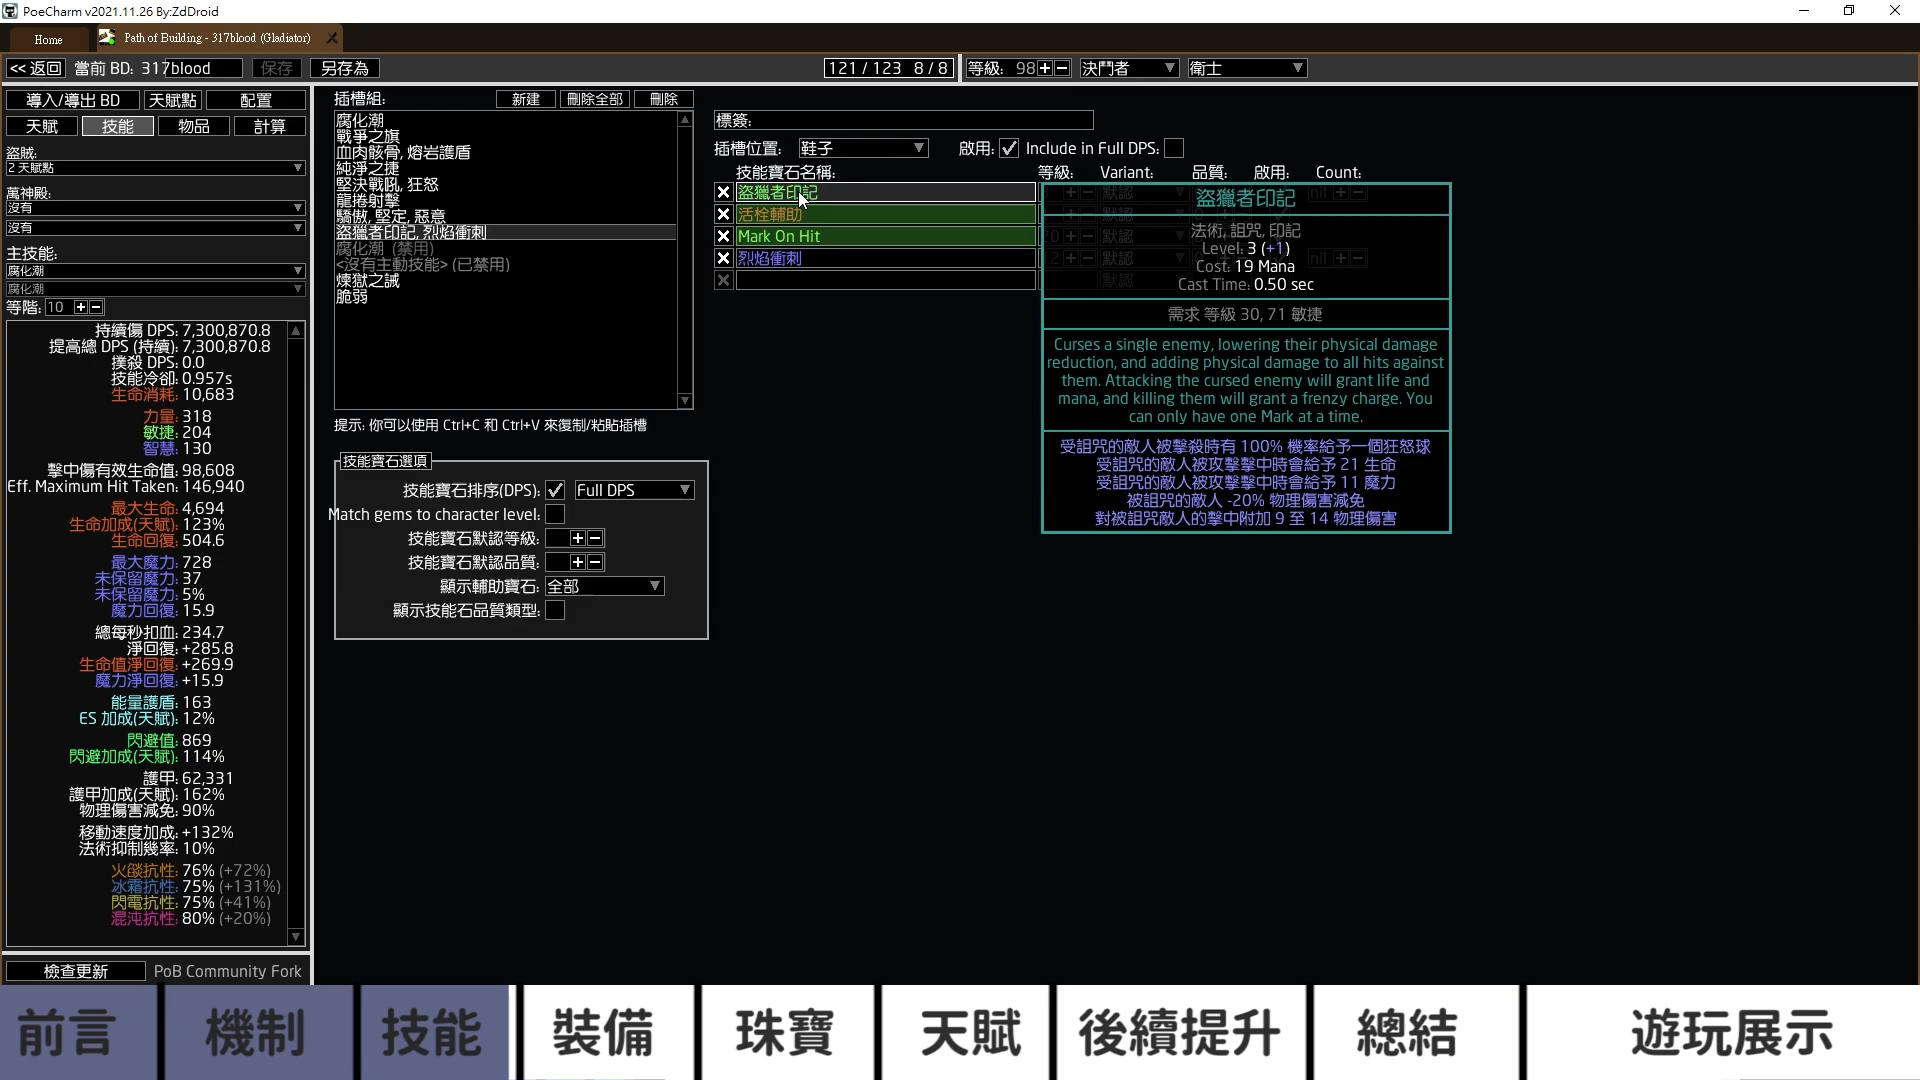 PoeCharm v2021.11.26 By:ZdDroid
Home
Path of Building - 317blood (Gladiator)
<< 返回
當前 BD: 317blood
保存
另存為
121 / 123 8 / 8
等級: 98
決鬥者
衛士
導入/導出 BD
天賦點
配置
天賦
技能
物品
計算
盜賊:
2 天賦點
萬神殿:
沒有
沒有
主技能:
腐化潮
腐化潮
等階: 10
持續傷 DPS: 7,300,870.8
提高總 DPS (持續): 7,300,870.8
撲殺 DPS: 0.0
技能冷卻: 0.957s
生命消耗: 10,683
力量: 318
敏捷: 204
智慧: 130
擊中傷有效生命值: 98,608
Eff. Maximum Hit Taken: 146,940
最大生命: 4,694
生命加成(天賦): 123%
生命回復: 504.6
最大魔力: 728
未保留魔力: 37
未保留魔力: 5%
魔力回復: 15.9
總每秒扣血: 234.7
淨回復: +285.8
生命值淨回復: +269.9
魔力淨回復: +15.9
能量護盾: 163
ES 加成(天賦): 12%
閃避值: 869
閃避加成(天賦): 114%
護甲: 62,331
護甲加成(天賦): 162%
物理傷害減免: 90%
移動速度加成: +132%
法術抑制幾率: 10%
火燄抗性: 76% (+72%)
冰霜抗性: 75% (+131%)
閃電抗性: 75% (+41%)
混沌抗性: 80% (+20%)
檢查更新
PoB Community Fork
插槽組:
新建
刪除全部
刪除
腐化潮
戰爭之旗
血肉骸骨, 熔岩護盾
純淨之捷
堅決戰吼, 狂怒
龍捲射擊
驕傲, 堅定, 惡意
盜獵者印記, 烈焰衝刺
腐化潮 (禁用)
<沒有主動技能> (已禁用)
煉獄之誡
脆弱
提示: 你可以使用 Ctrl+C 和 Ctrl+V 來復制/粘貼插槽
技能寶石選項
技能寶石排序(DPS):
Full DPS
Match gems to character level:
技能寶石默認等級:
技能寶石默認品質:
顯示輔助寶石: 全部
顯示技能石品質類型:
標簽:
插槽位置: 鞋子
啟用:
Include in Full DPS:
技能寶石名稱:
等級:
Variant:
品質:
啟用:
Count:
盜獵者印記
活栓輔助
Mark On Hit
烈焰衝刺
盜獵者印記
法術, 詛咒, 印記
Level: 3 (+1)
Cost: 19 Mana
Cast Time: 0.50 sec
需求 等級 30, 71 敏捷
Curses a single enemy, lowering their physical damage
reduction, and adding physical damage to all hits against
them. Attacking the cursed enemy will grant life and
mana, and killing them will grant a frenzy charge. You
can only have one Mark at a time.
受詛咒的敵人被擊殺時有 100% 機率給予一個狂怒球
受詛咒的敵人被攻擊擊中時會給予 21 生命
受詛咒的敵人被攻擊擊中時會給予 11 魔力
被詛咒的敵人 -20% 物理傷害減免
對被詛咒敵人的擊中附加 9 至 14 物理傷害
前言
機制
技能
裝備
珠寶
天賦
後續提升
總結
遊玩展示